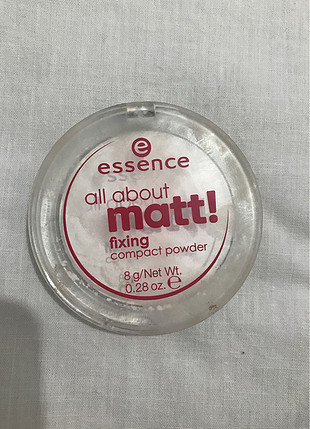 e
essence
all about
matt!
fixing
compact powder
8 g/Net Wt.
0.28 oz. ℮